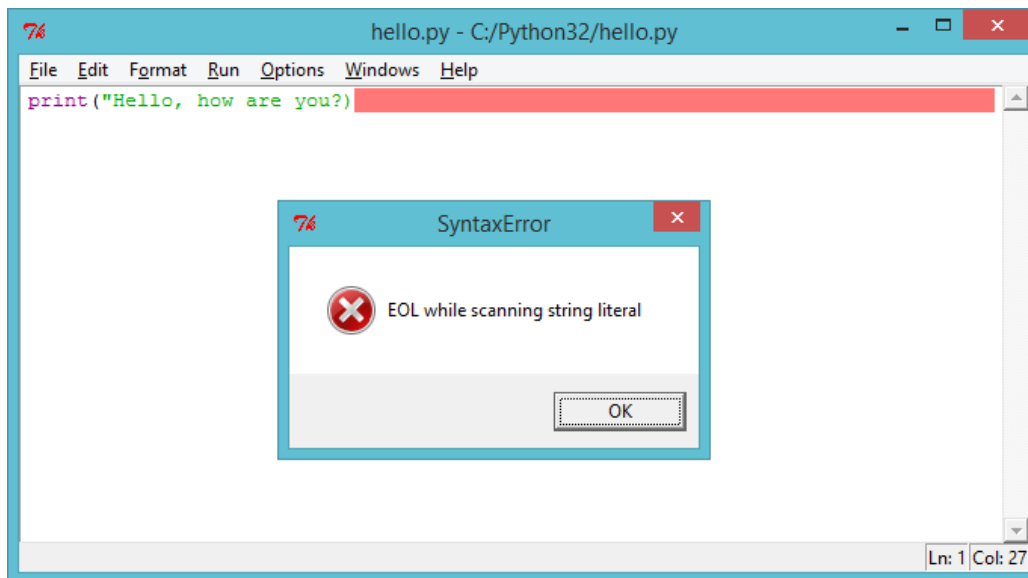 hello.py - C:/Python32/hello.py
File Edit Format Run Options Windows Help
print("Hello, how are you?)
SyntaxError
EOL while scanning string literal
OK
Ln: 1 Col: 27